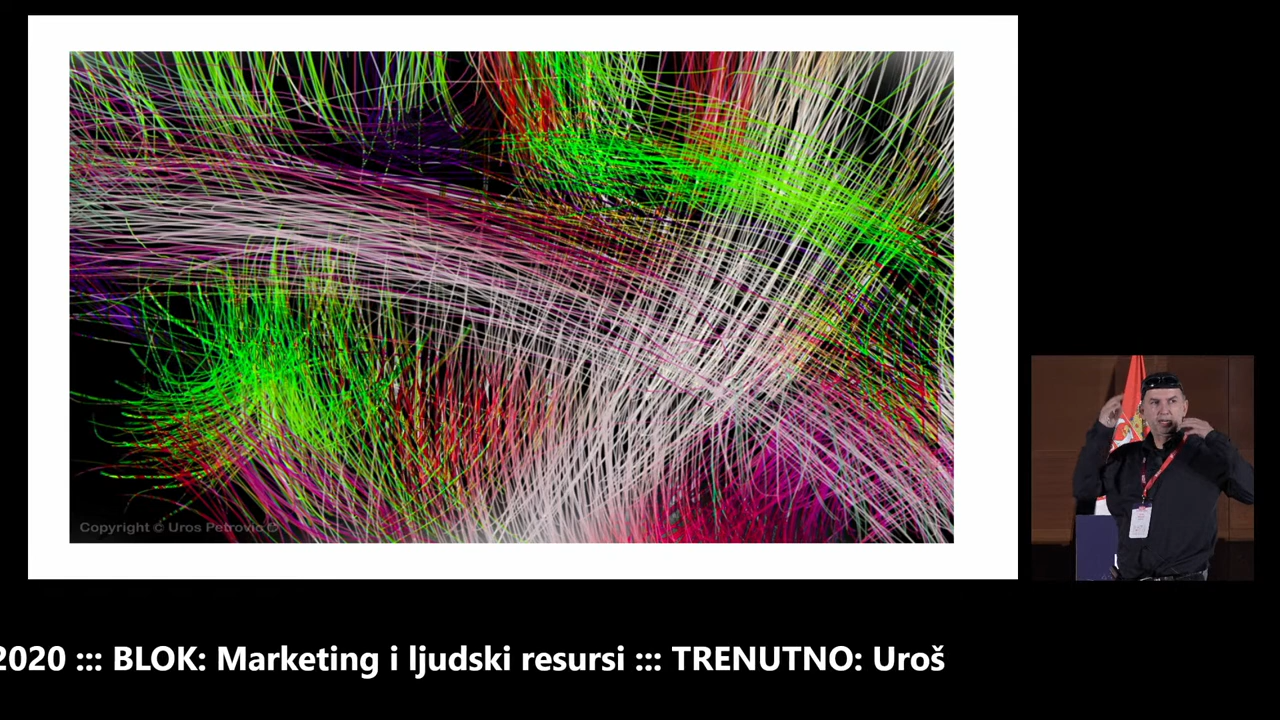 Copyright © Uros Petrovic ©
2020 ::: BLOK: Marketing i ljudski resursi ::: TRENUTNO: Uroš